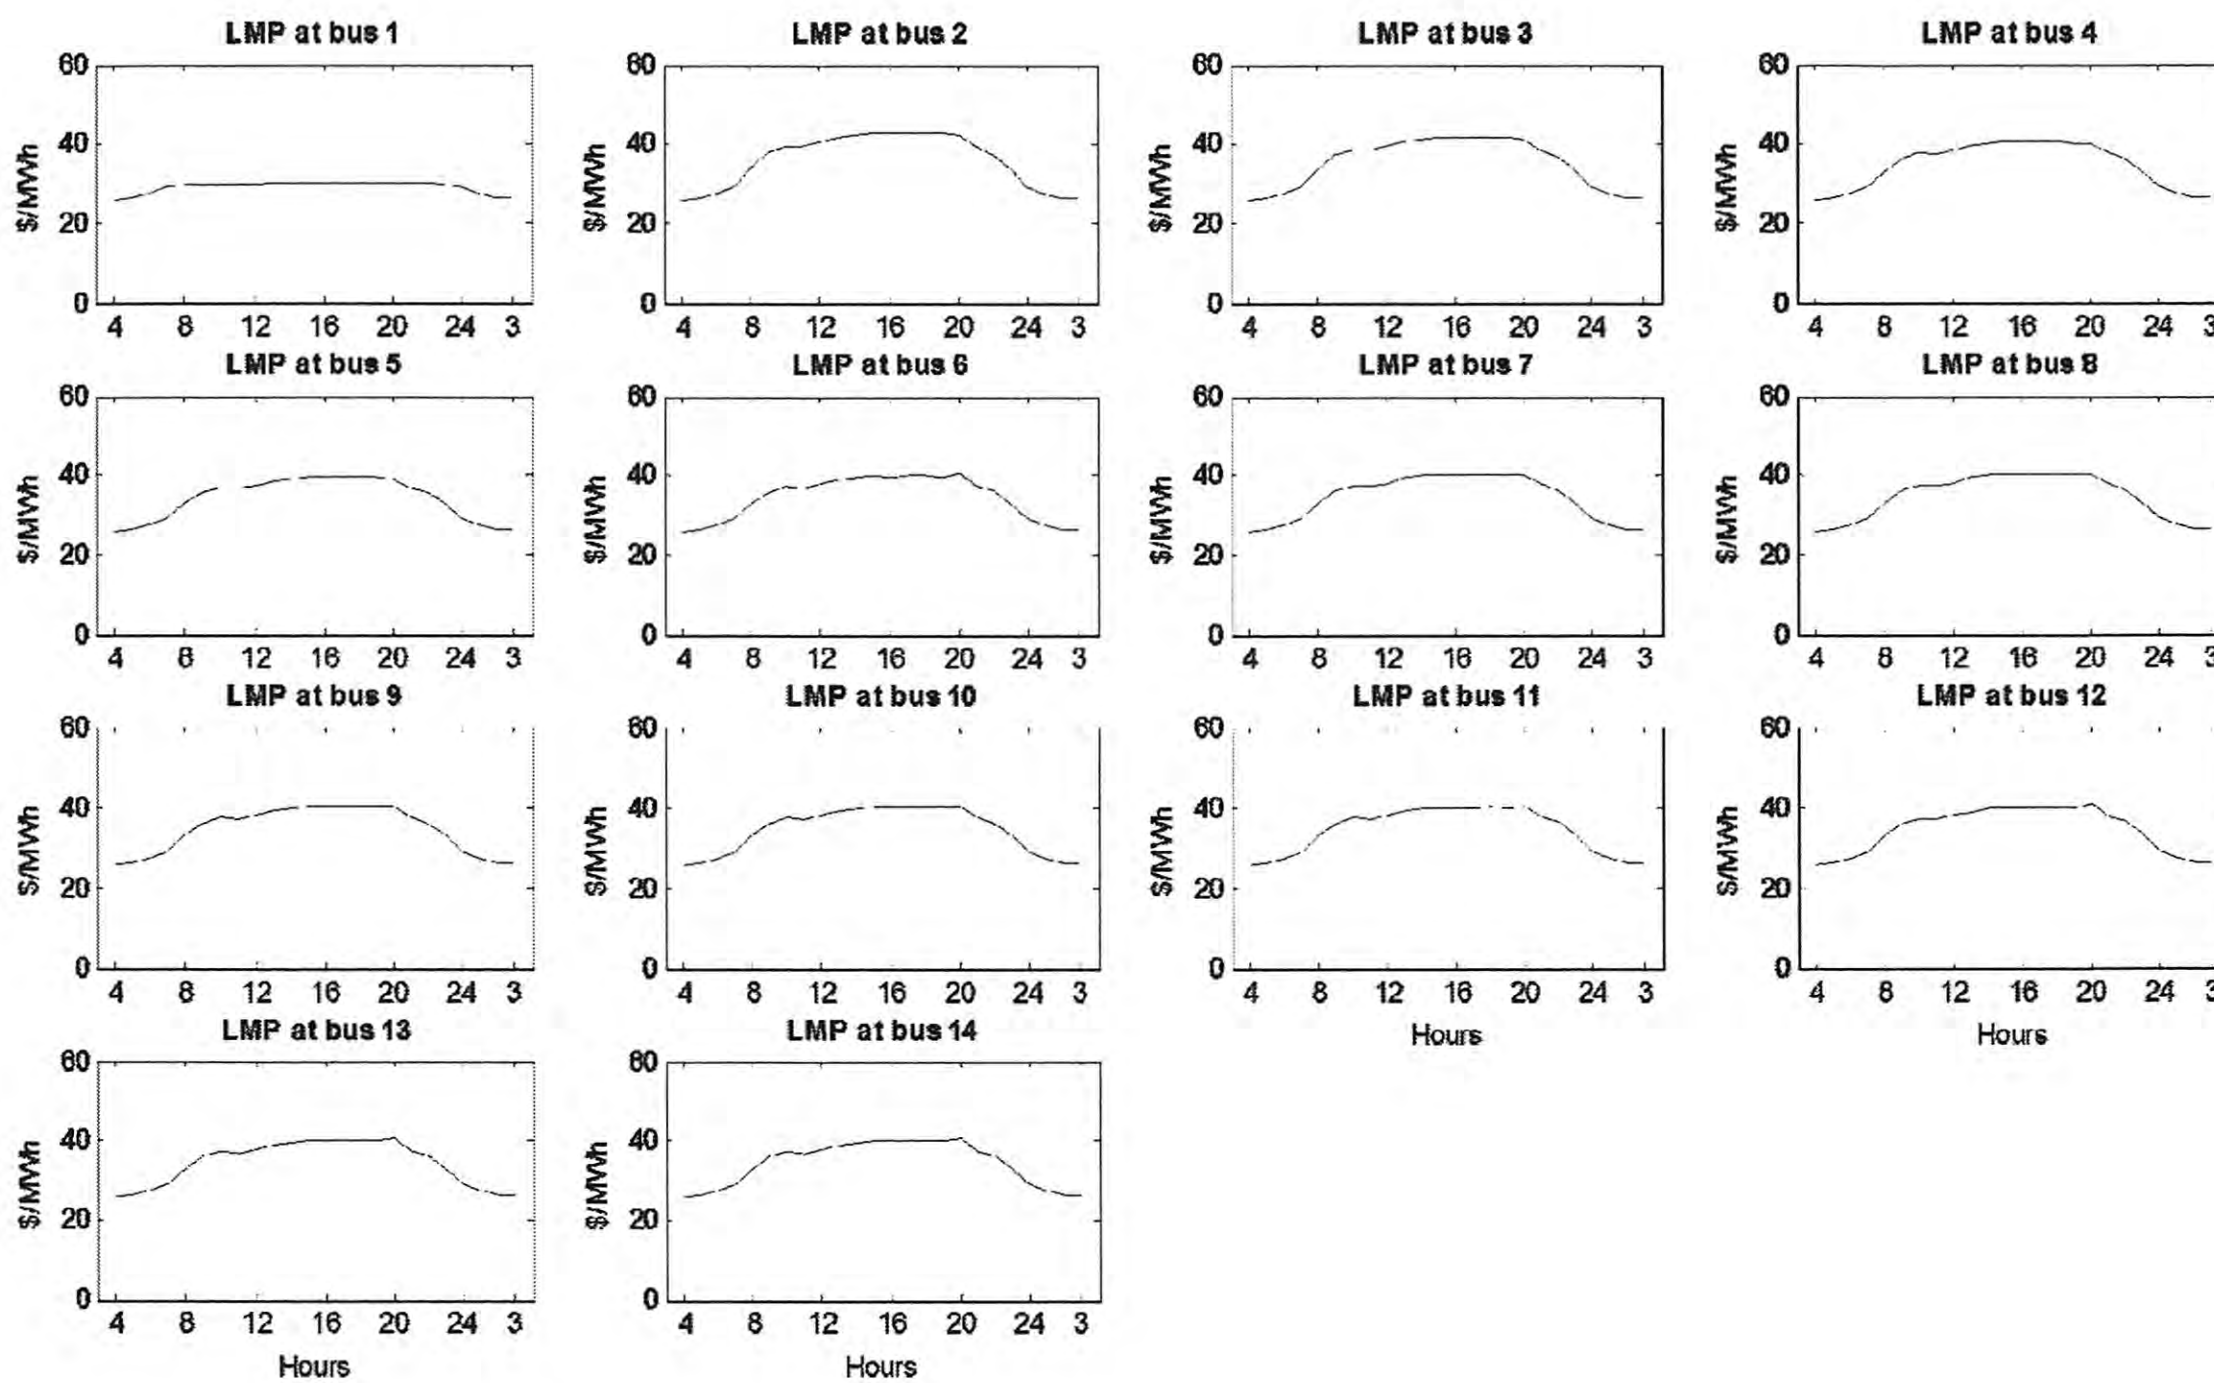 LMP at bus 1 LMP at bus 2 LMP at bus 3 LMP at bus 4
60 60 60 60
40 40 40 40
20 20 20 20
0 0 0 0
$/MWh $/MWh $/MWh $/MWh
4 8 12 16 20 24 3 4 8 12 16 20 24 3 4 8 12 16 20 24 3 4 8 12 16 20 24 3
LMP at bus 5 LMP at bus 6 LMP at bus 7 LMP at bus 8
60 60 60 60
40 40 40 40
20 20 20 20
0 0 0 0
$/MWh $/MWh $/MWh $/MWh
4 8 12 16 20 24 3 4 8 12 16 20 24 3 4 8 12 16 20 24 3 4 8 12 16 20 24 3
LMP at bus 9 LMP at bus 10 LMP at bus 11 LMP at bus 12
60 60 60 60
40 40 40 40
20 20 20 20
0 0 0 0
$/MWh $/MWh $/MWh $/MWh
4 8 12 16 20 24 3 4 8 12 16 20 24 3 4 8 12 16 20 24 3 4 8 12 16 20 24 3
Hours Hours
LMP at bus 13 LMP at bus 14
60 60
40 40
20 20
0 0
$/MWh $/MWh
4 8 12 16 20 24 3 4 8 12 16 20 24 3
Hours Hours